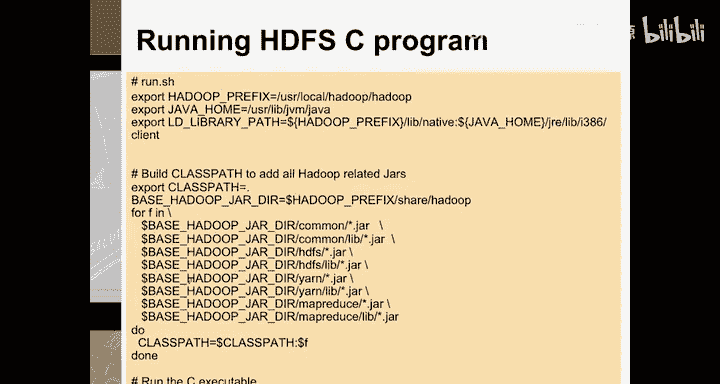 Running HDFS C program
bilibili
# run.sh
export HADOOP_PREFIX=/usr/local/hadoop/hadoop
export JAVA_HOME=/usr/lib/jvm/java
export LD_LIBRARY_PATH=${HADOOP_PREFIX}/lib/native:${JAVA_HOME}/jre/lib/i386/
client
# Build CLASSPATH to add all Hadoop related Jars
export CLASSPATH=.
BASE_HADOOP_JAR_DIR=$HADOOP_PREFIX/share/hadoop
for f in \
$BASE_HADOOP_JAR_DIR/common/*.jar \
$BASE_HADOOP_JAR_DIR/common/lib/*.jar \
$BASE_HADOOP_JAR_DIR/hdfs/*.jar \
$BASE_HADOOP_JAR_DIR/hdfs/lib/*.jar \
$BASE_HADOOP_JAR_DIR/yarn/*.jar \
$BASE_HADOOP_JAR_DIR/yarn/lib/*.jar \
$BASE_HADOOP_JAR_DIR/mapreduce/*.jar \
$BASE_HADOOP_JAR_DIR/mapreduce/lib/*.jar
do
CLASSPATH=$CLASSPATH:$f
done
# Run the C executable